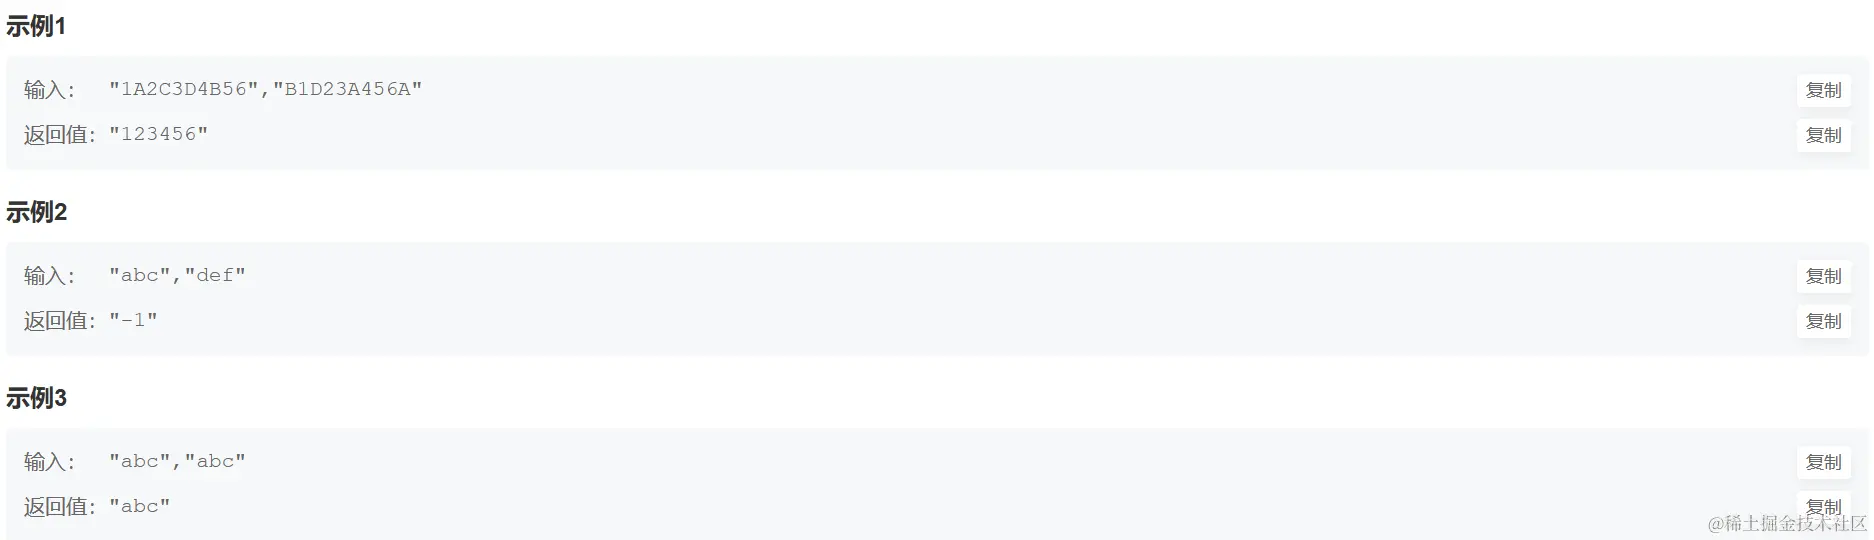 示例1
输入: "1A2C3D4B56","B1D23A456A" 复制
返回值: "123456" 复制
示例2
输入: "abc","def" 复制
返回值: "-1" 复制
示例3
输入: "abc","abc" 复制
返回值: "abc" 复制
@稀土掘金技术社区